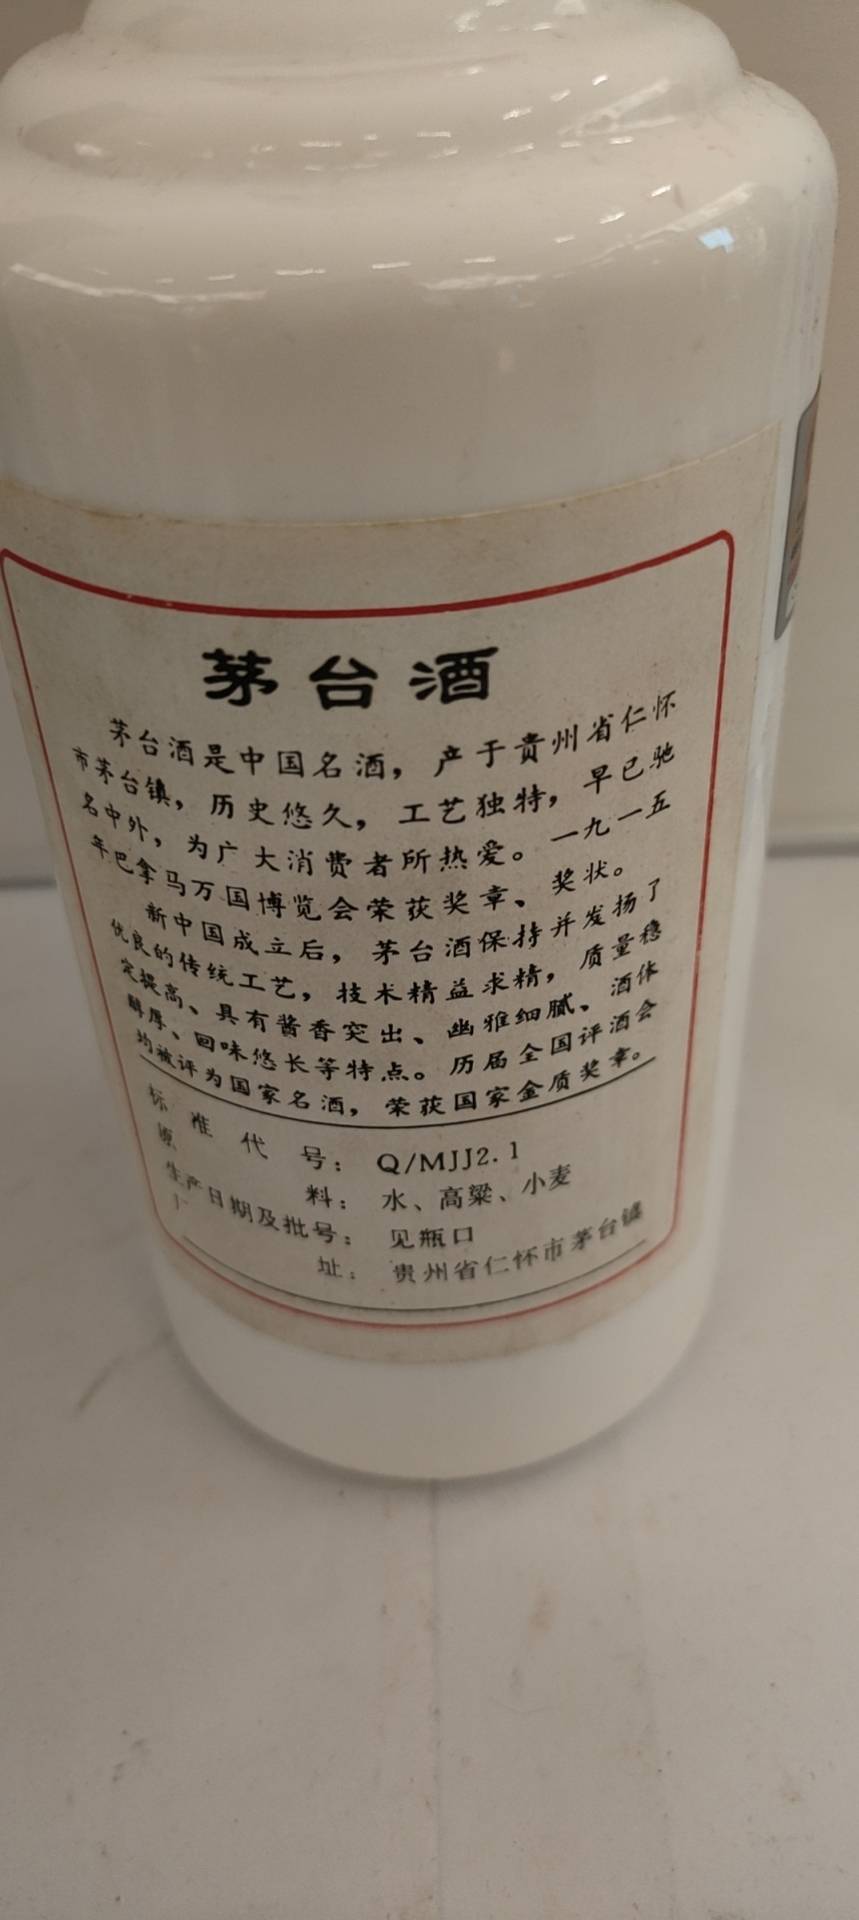 茅台酒
茅台酒是中国名酒，产于贵州省仁怀
市茅台镇，历史悠久，工艺独特，早已驰
名中外，为广大消费者所热爱。一九一五
年巴拿马万国博览会荣获奖章、奖状。
新中国成立后，茅台酒保持并发扬了
优良的传统工艺，技术精益求精，质量稳
定提高、具有酱香突出、幽雅细腻、酒体
醇厚、回味悠长等特点。历届全国评酒会
均被评为国家名酒，荣获国家金质奖章。
标准代号：Q/MJJ2.1
原料：水、高粱、小麦
生产日期及批号：见瓶口
厂址：贵州省仁怀市茅台镇